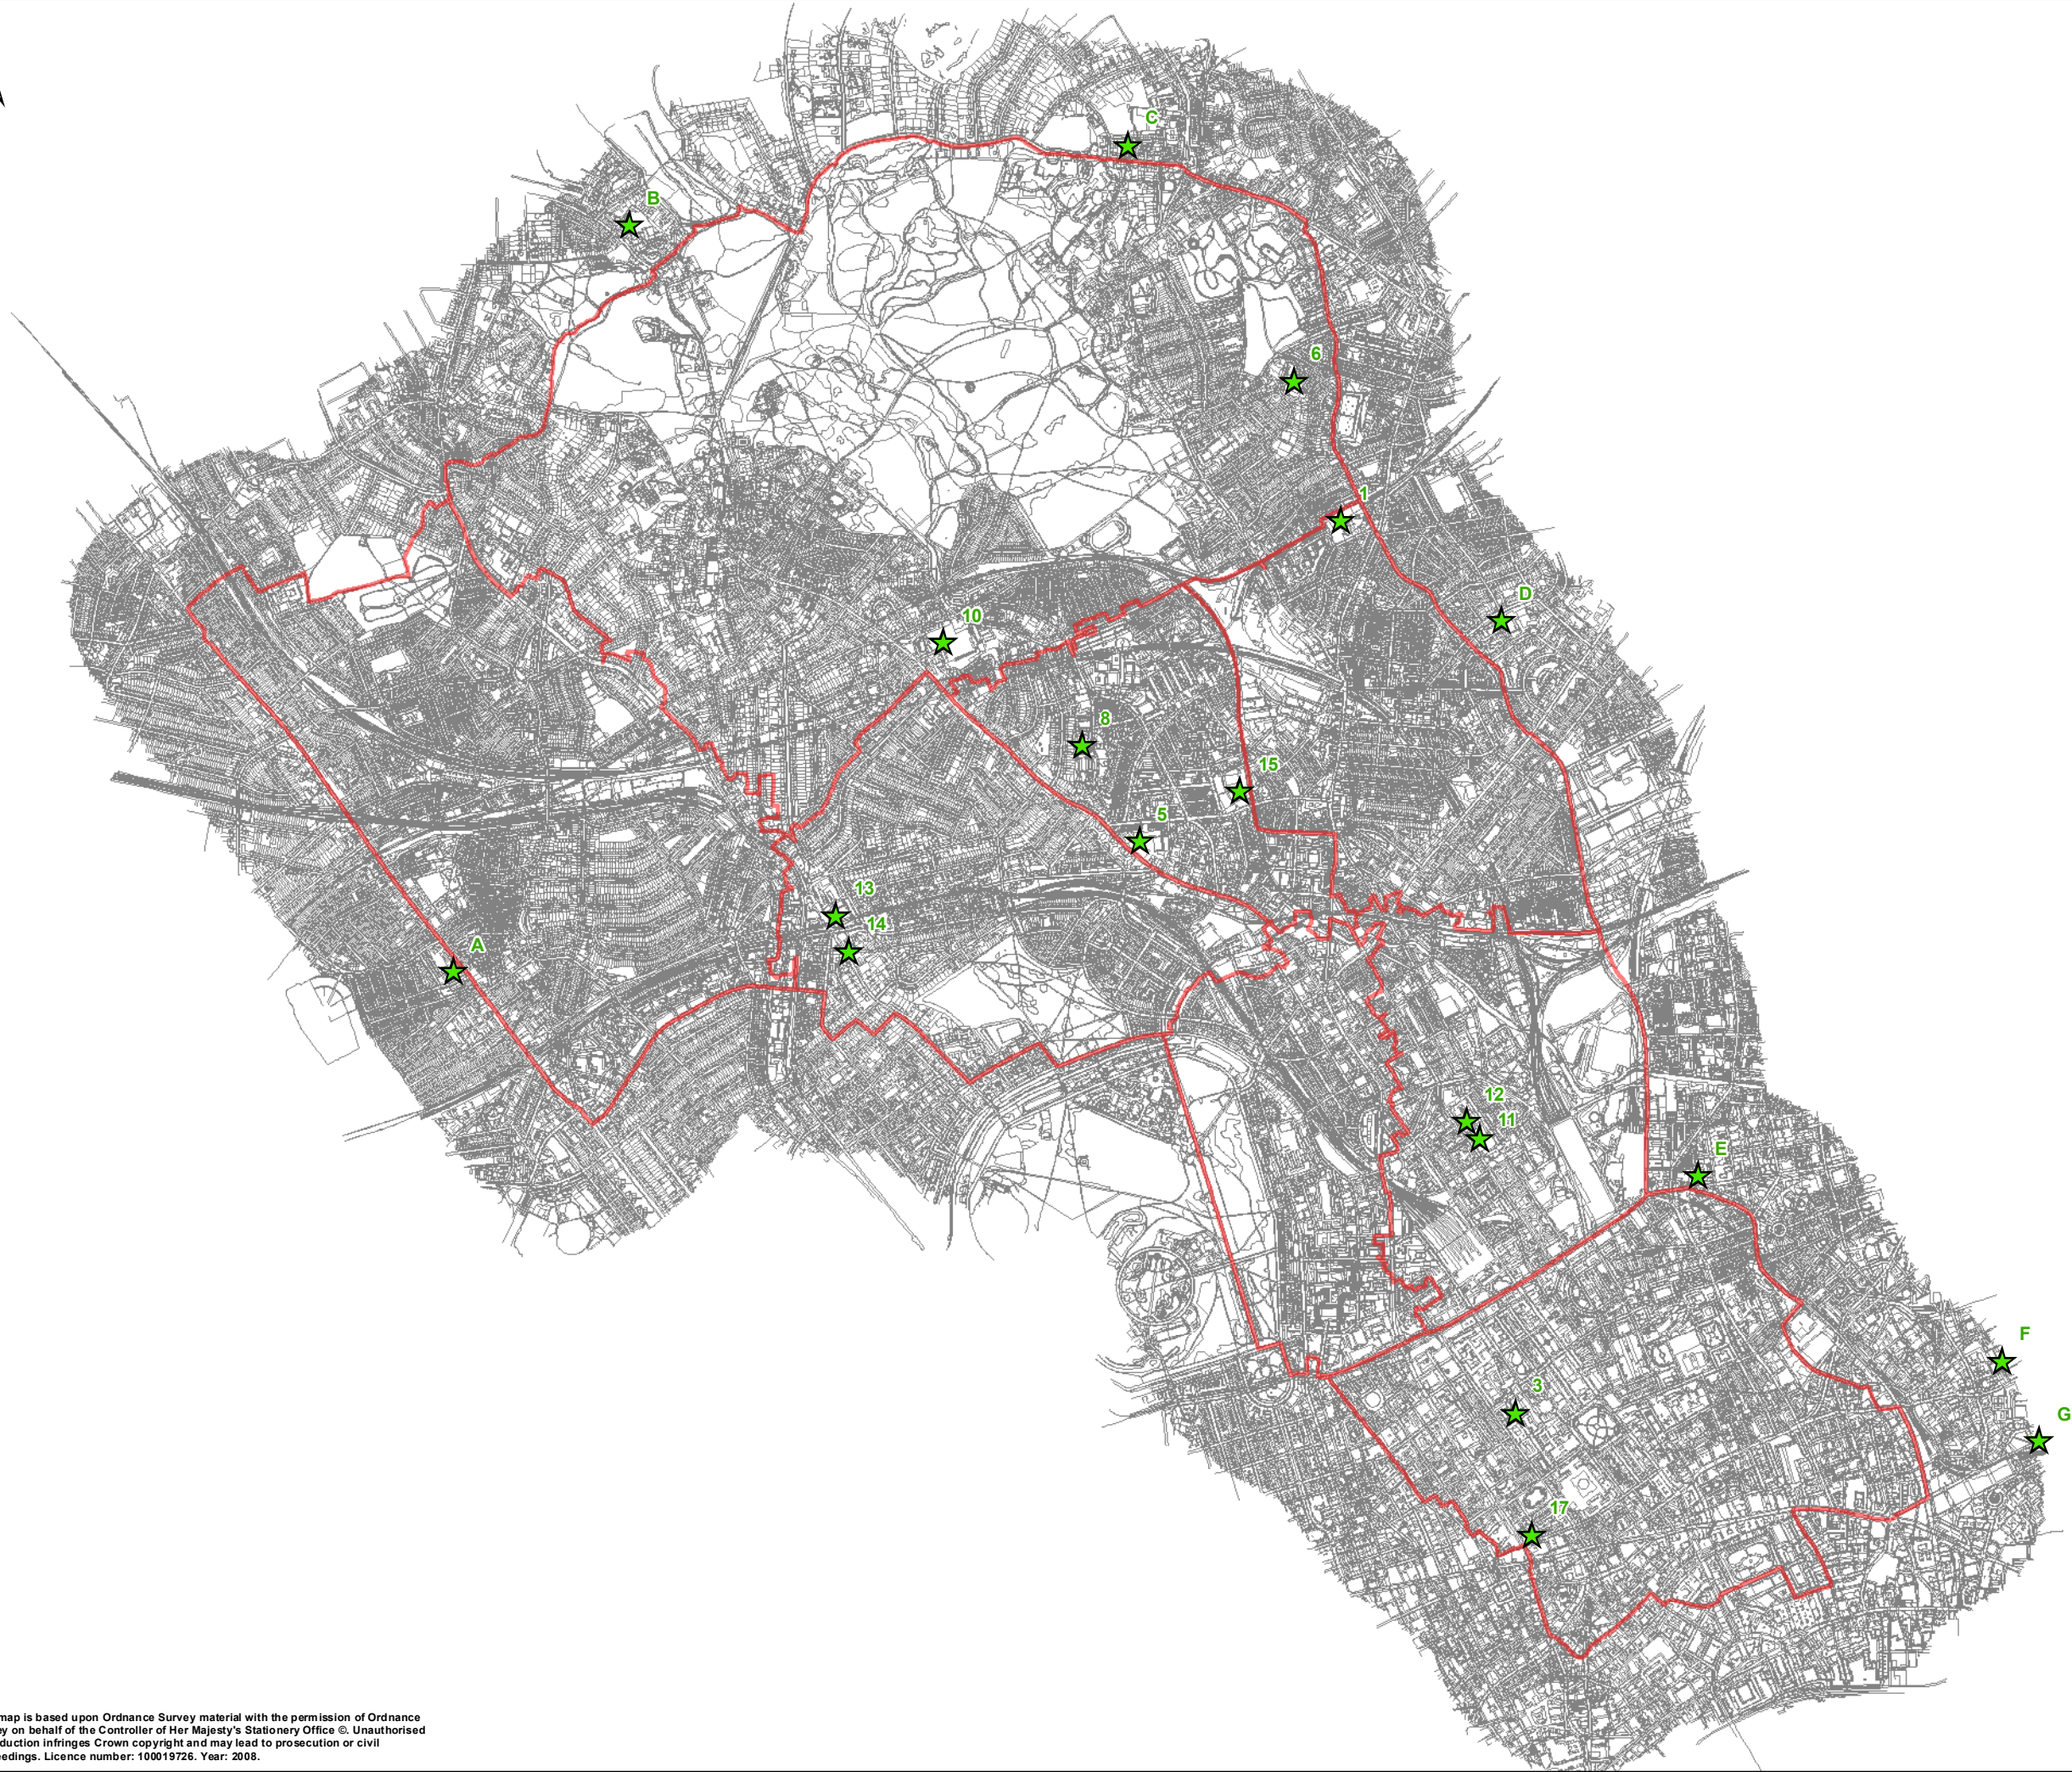 C
B
6
1
D
10
8
15
5
13
14
A
12
11
E
F
3
G
17
map is based upon Ordnance Survey material with the permission of Ordnance
ey on behalf of the Controller of Her Majesty's Stationery Office ©. Unauthorised
duction infringes Crown copyright and may lead to prosecution or civil
eedings. Licence number: 100019726. Year: 2008.